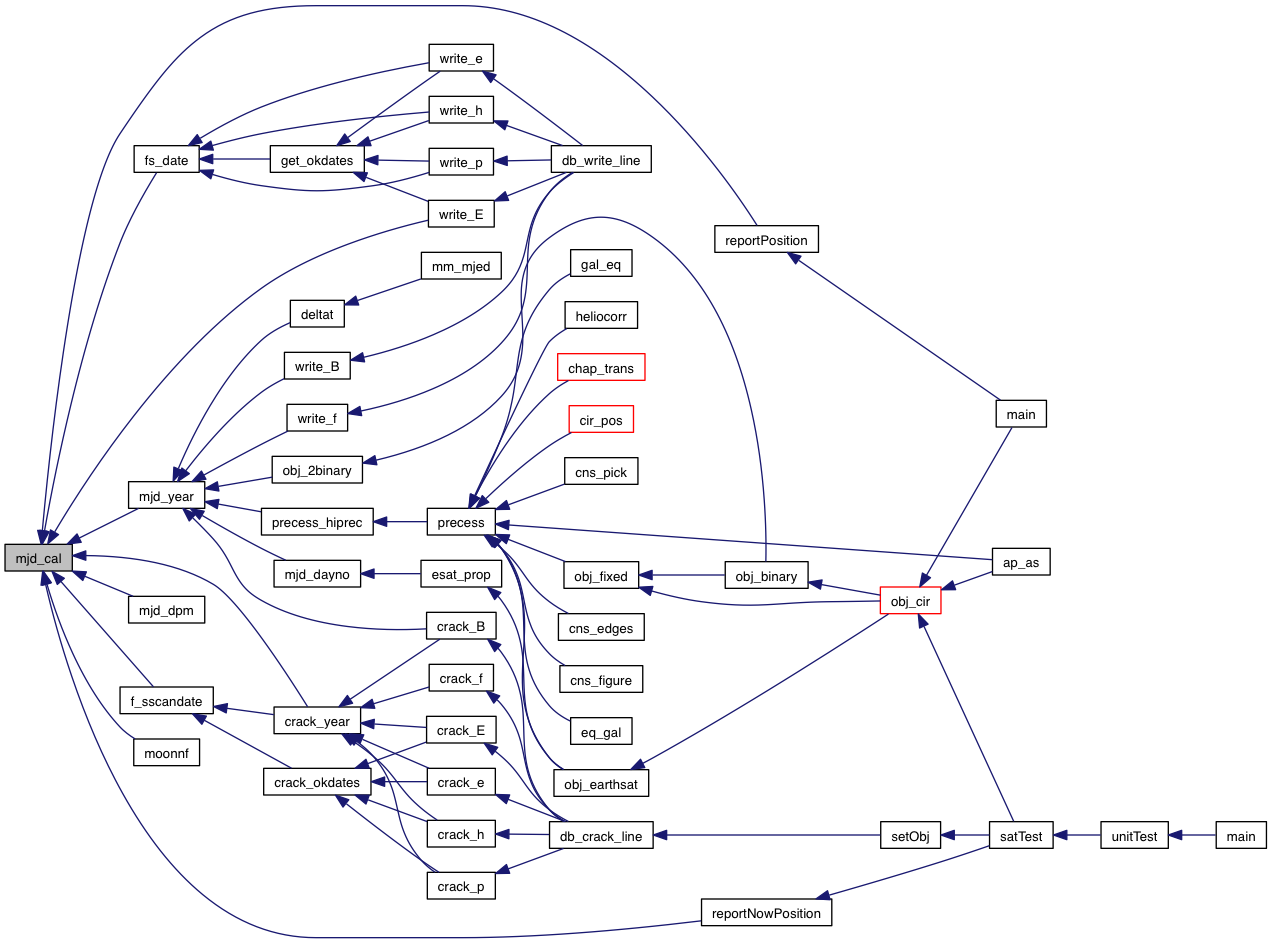 write_e
write_h
fs_date
get_okdates
write_p
db_write_line
write_E
reportPosition
mm_mjed
gal_eq
deltat
heliocorr
write_B
chap_trans
write_f
cir_pos
main
obj_2binary
cns_pick
mjd_year
precess_hiprec
precess
mjd_cal
ap_as
mjd_dayno
esat_prop
obj_fixed
obj_binary
mjd_dpm
obj_cir
crack_B
cns_edges
crack_f
cns_figure
f_sscandate
crack_year
crack_E
eq_gal
moonnf
crack_okdates
crack_e
obj_earthsat
crack_h
db_crack_line
setObj
satTest
unitTest
main
crack_p
reportNowPosition